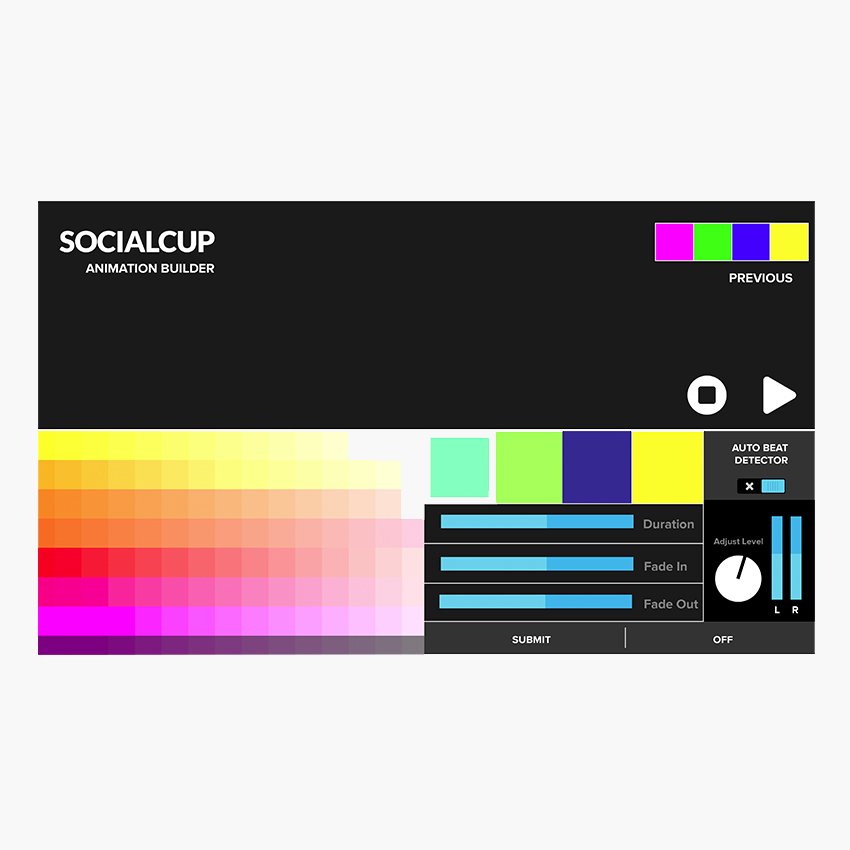 SOCIALCUP
ANIMATION BUILDER
PREVIOUS
AUTO BEAT
DETECTOR
Duration
Adjust Level
Fade In
Fade Out
L R
SUBMIT
OFF